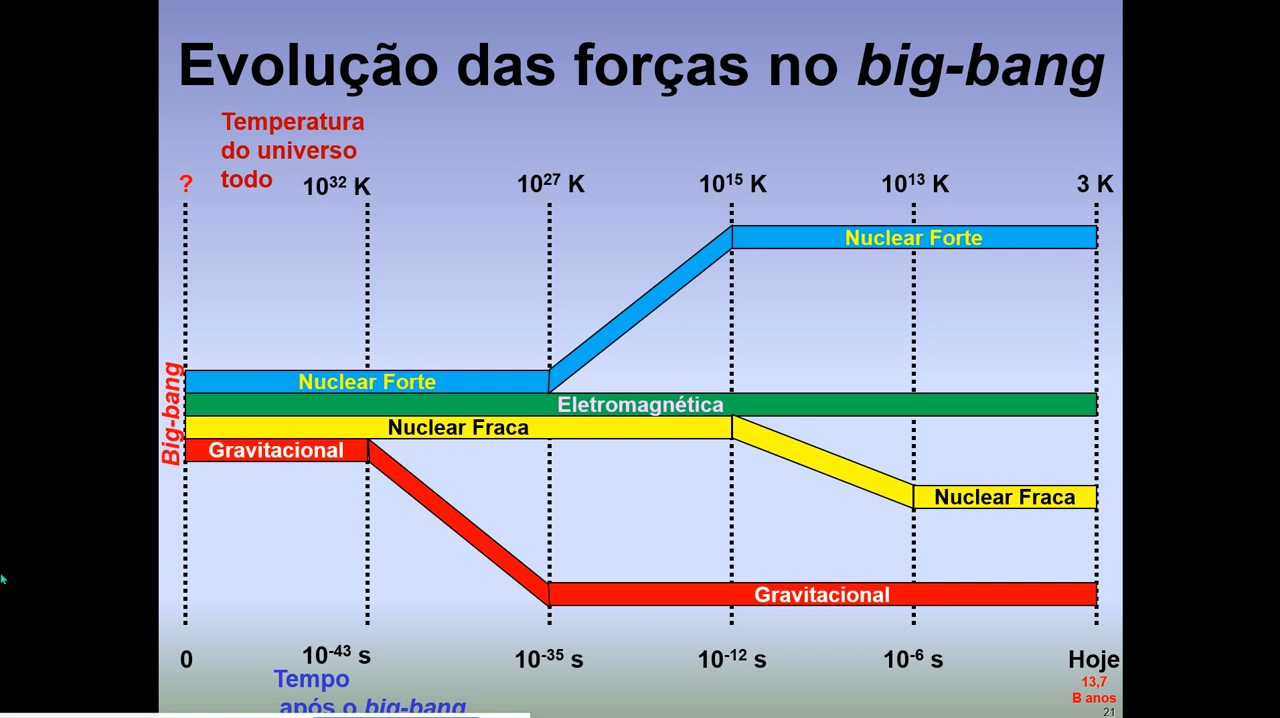 Evolução das forças no big-bang
Temperatura
do universo
todo
? 10³² K 10²⁷ K 10¹⁵ K 10¹³ K 3 K
Nuclear Forte
Big-bang
Nuclear Forte
Eletromagnética
Nuclear Fraca
Gravitacional
Nuclear Fraca
Gravitacional
0 10⁻⁴³ s 10⁻³⁵ s 10⁻¹² s 10⁻⁶ s Hoje
Tempo
após o big-bang
13,7
B anos
21